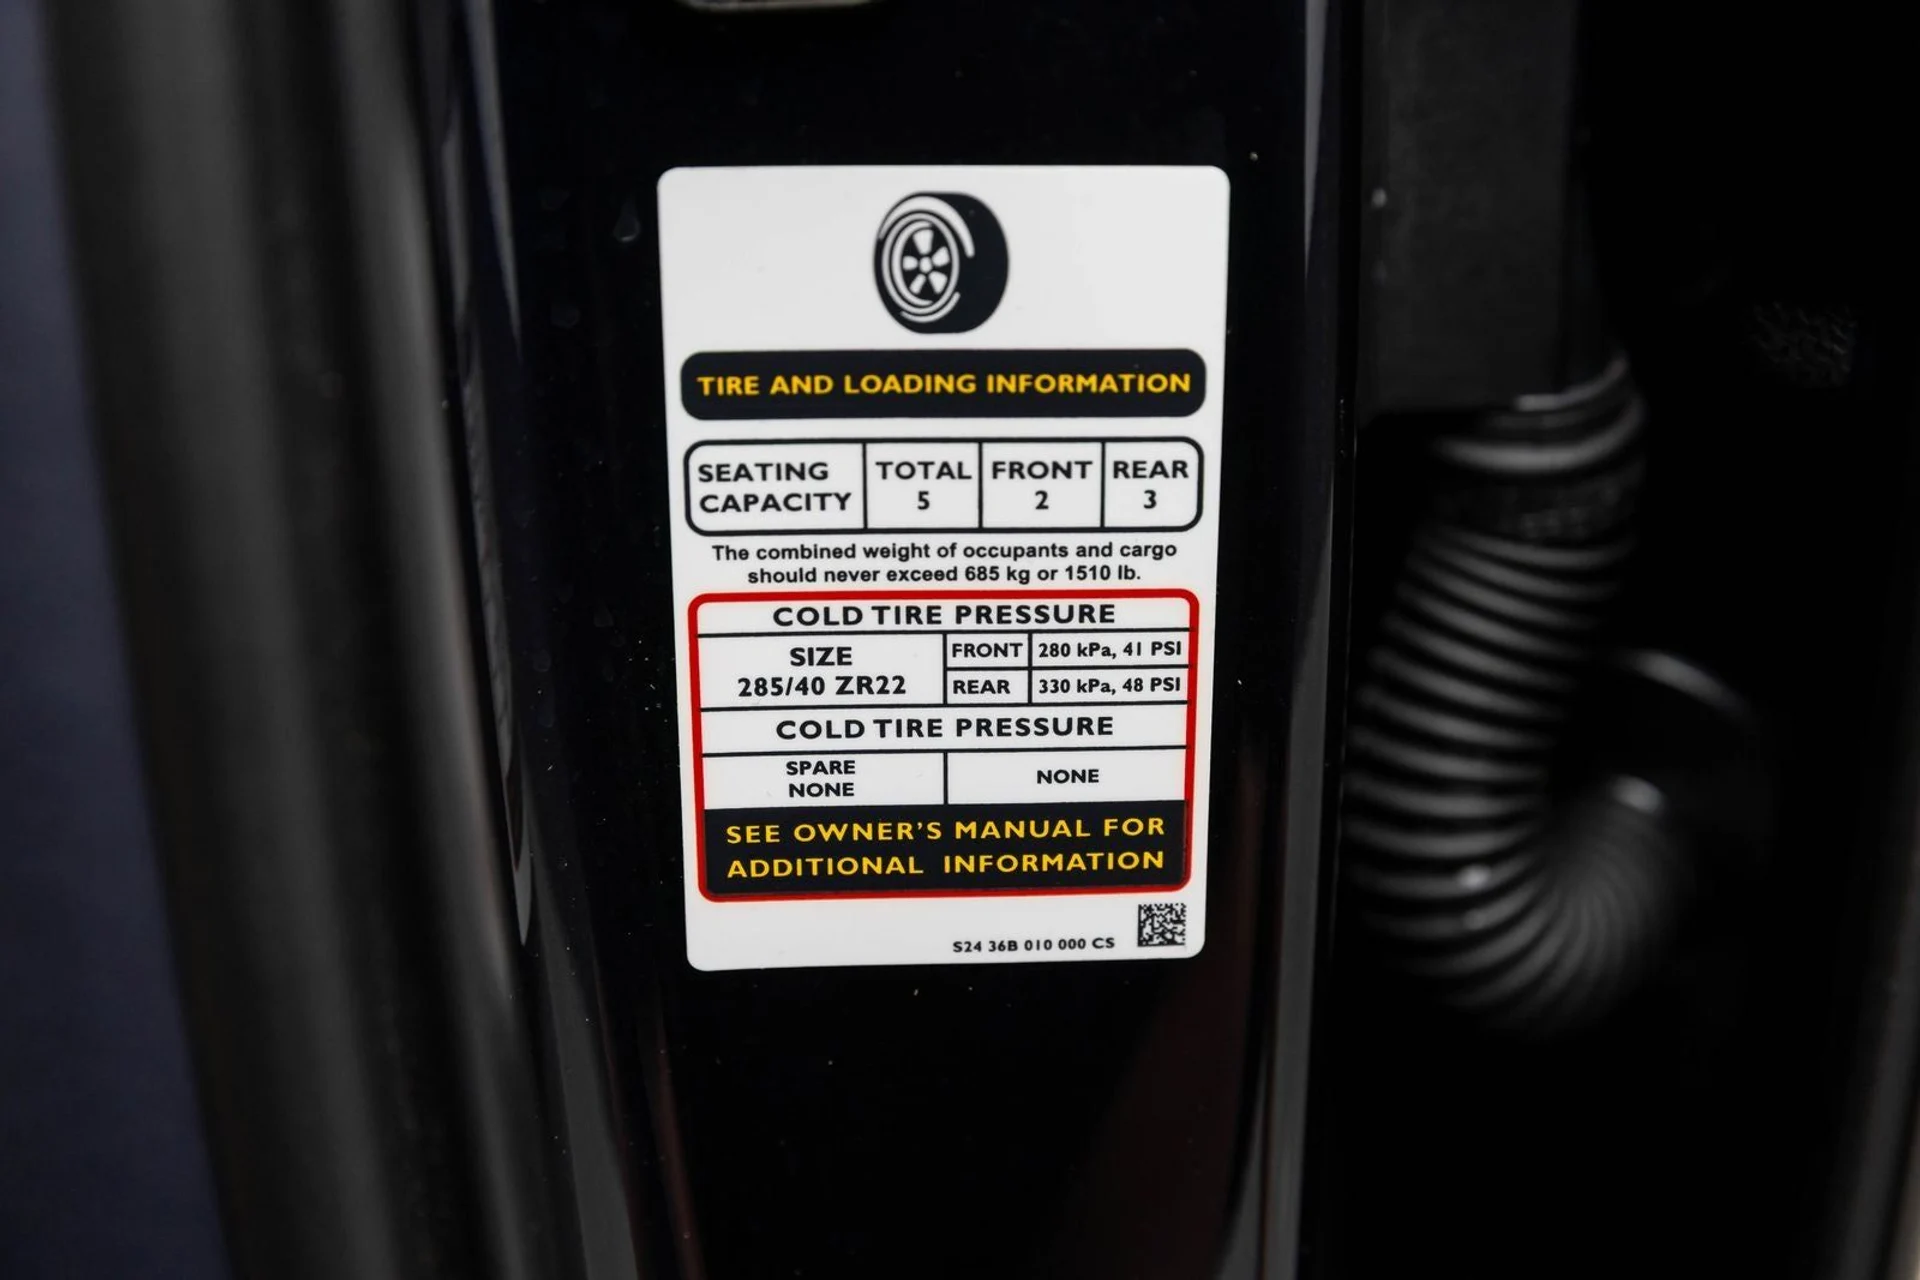 TIRE AND LOADING INFORMATION
SEATING CAPACITY
TOTAL 5
FRONT 2
REAR 3
The combined weight of occupants and cargo
should never exceed 685 kg or 1510 lb.
COLD TIRE PRESSURE
SIZE
285/40 ZR22
FRONT 280 kPa, 41 PSI
REAR 330 kPa, 48 PSI
COLD TIRE PRESSURE
SPARE
NONE
NONE
SEE OWNER'S MANUAL FOR
ADDITIONAL INFORMATION
S24 36B 010 000 CS